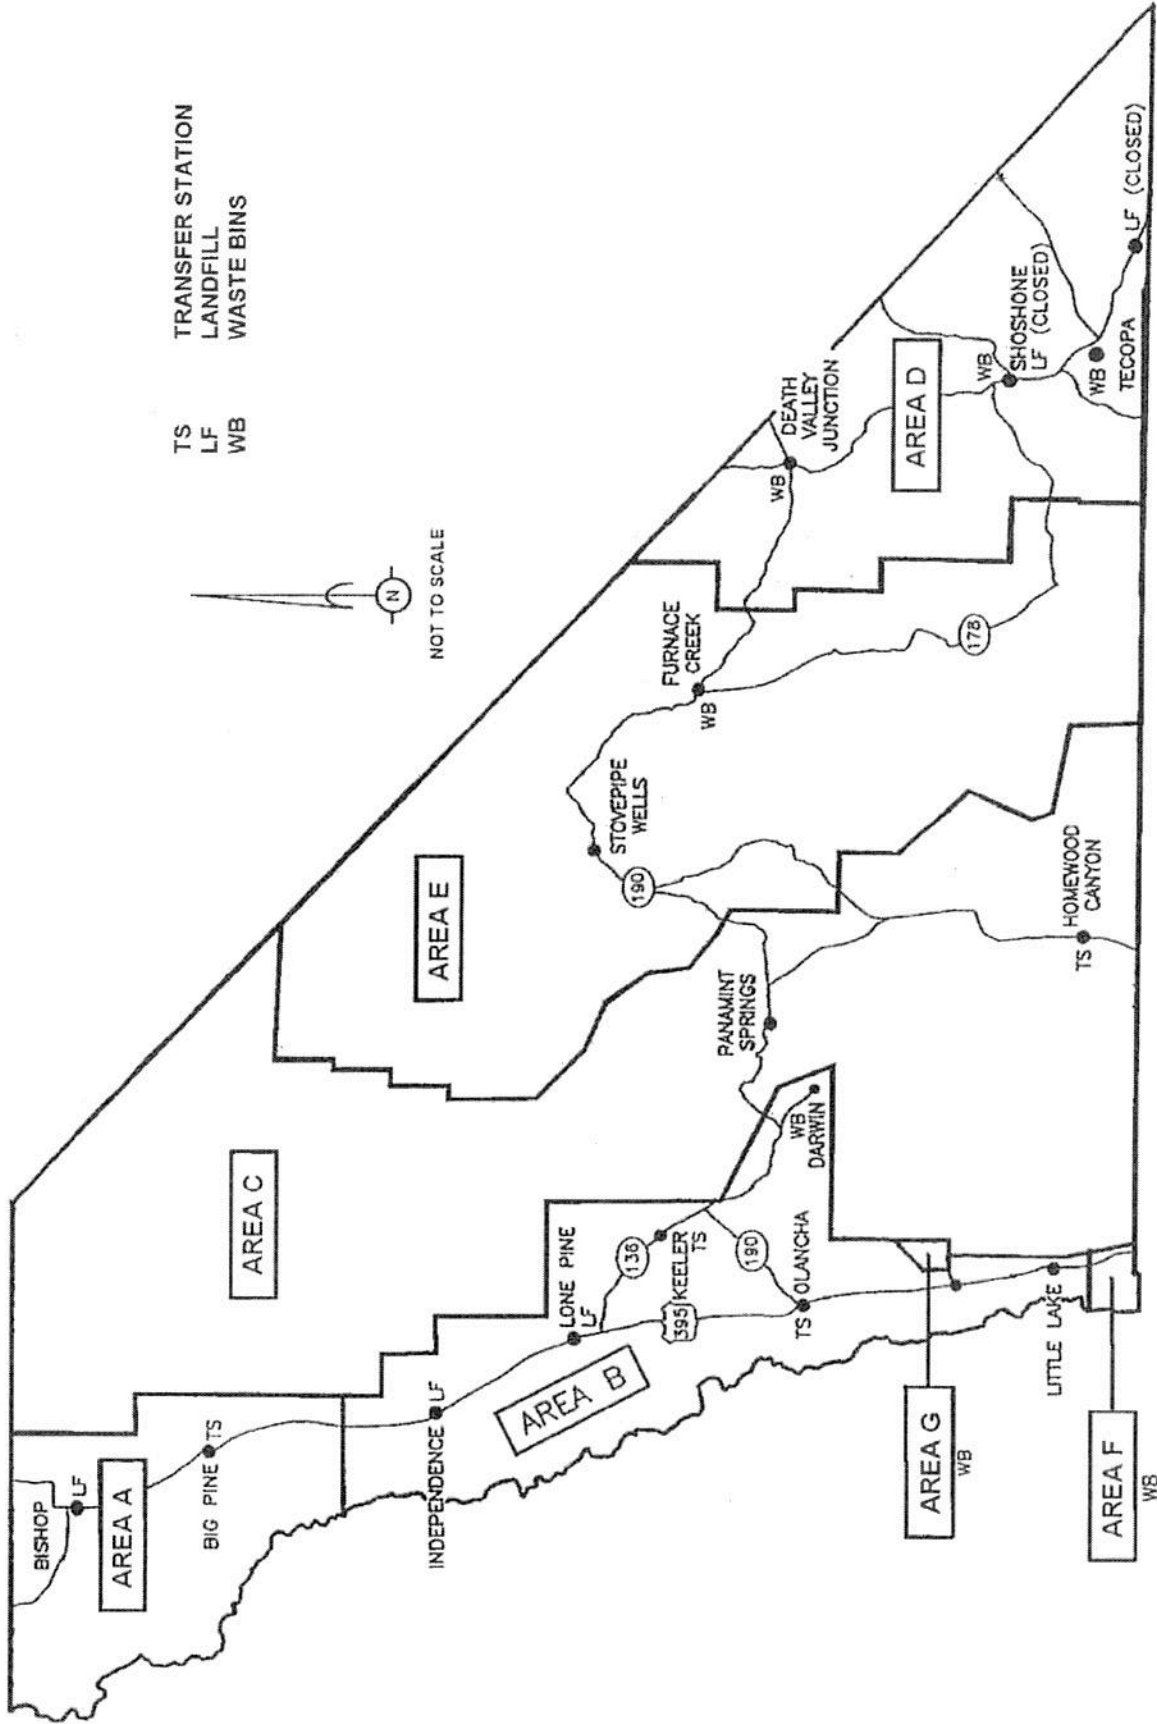 TS TRANSFER STATION
LF LANDFILL
WB WASTE BINS
N
NOT TO SCALE
BISHOP
LF
AREA A
BIG PINE TS
INDEPENDENCE LF
AREA C
AREA E
LONE PINE
LF
136
KEELER
TS
395
190
AREA B
TS OLANCHA
WB
DARWIN
PANAMINT
SPRINGS
190
STOVEPIPE
WELLS
FURNACE
CREEK
WB
178
DEATH
VALLEY
JUNCTION
WB
AREA D
WB
SHOSHONE
LF (CLOSED)
WB
TECOPA
LF (CLOSED)
TS
HOMEWOOD
CANYON
AREA G
WB
LITTLE LAKE
AREA F
WB